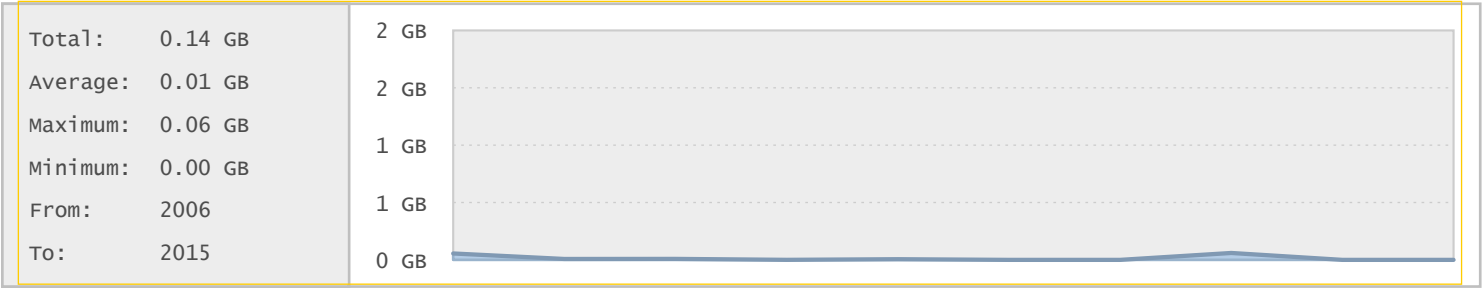 Total: 0.14 GB
Average: 0.01 GB
Maximum: 0.06 GB
Minimum: 0.00 GB
From: 2006
To: 2015
2 GB
2 GB
1 GB
1 GB
0 GB